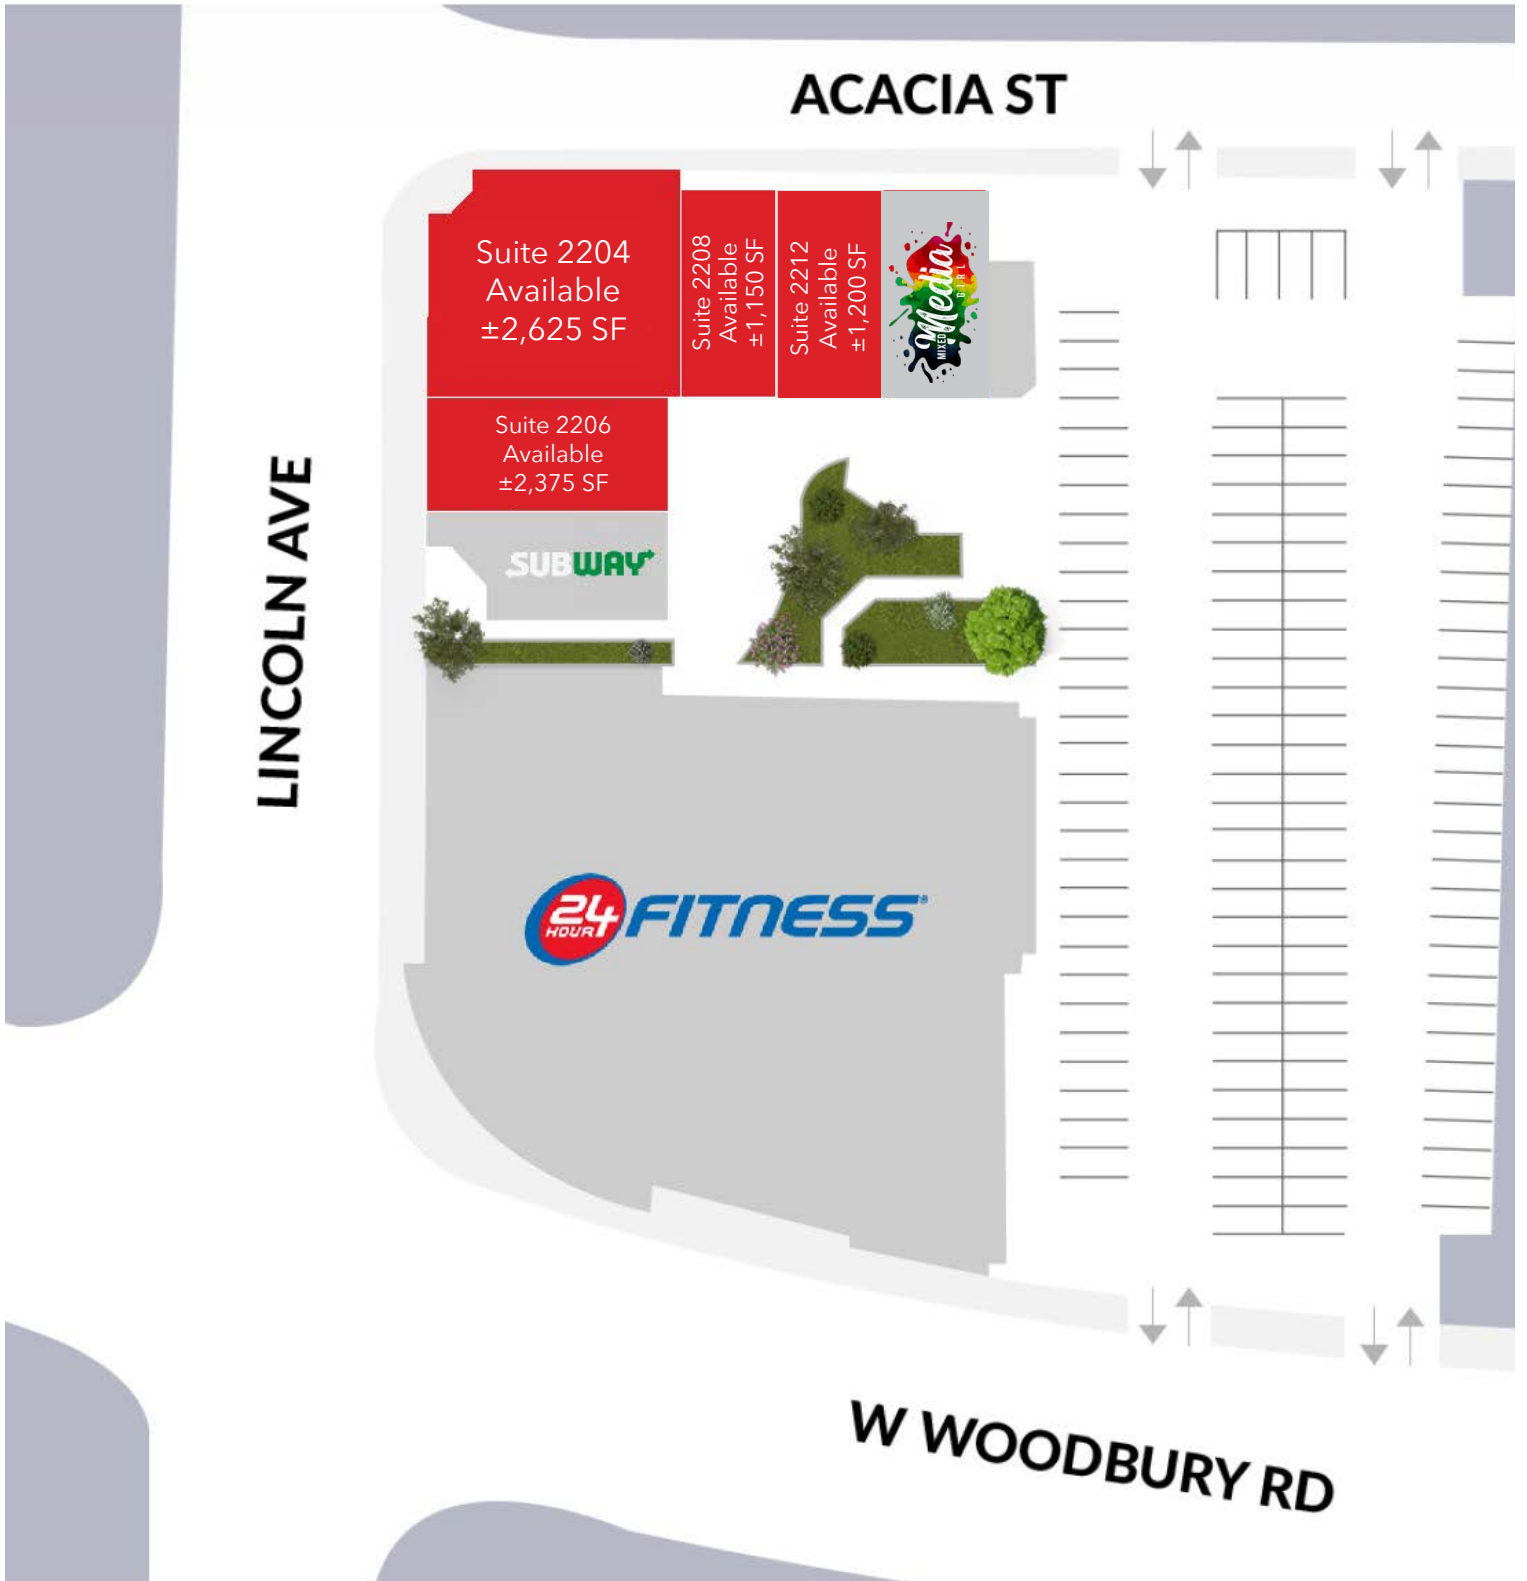 ACACIA ST
Suite 2204
Available
±2,625 SF
Suite 2208
Available
±1,150 SF
Suite 2212
Available
±1,200 SF
MIXED
Media
GIRL
Suite 2206
Available
±2,375 SF
SUBWAY
LINCOLN AVE
24
HOUR
FITNESS®
W WOODBURY RD